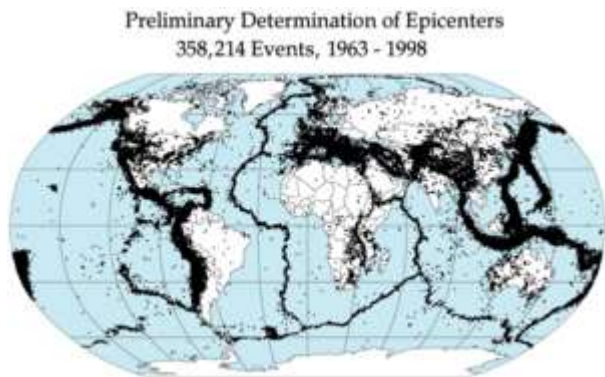 Preliminary Determination of Epicenters
358,214 Events, 1963 - 1998